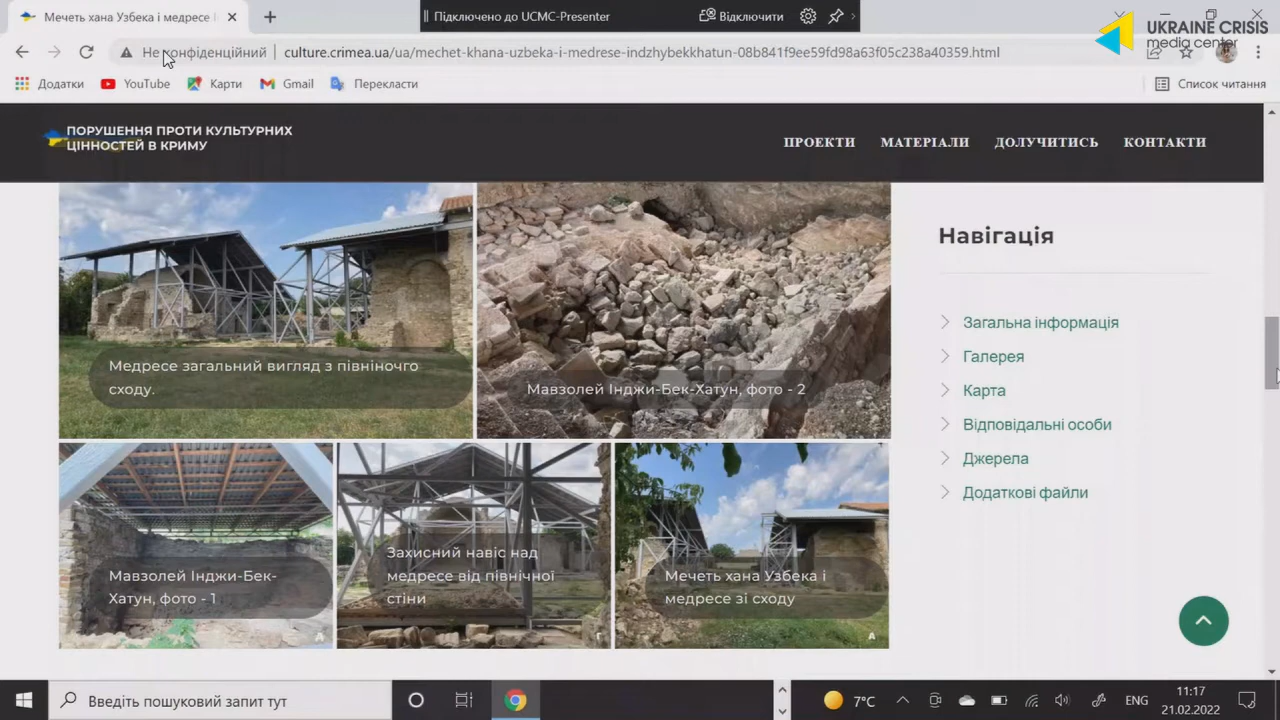 Мечеть хана Узбека і медресе
Підключено до UCMC-Presenter
Відключити
UKRAINE CRISIS
media center
Не конфіденційний
culture.crimea.ua/ua/mechet-khana-uzbeka-i-medrese-indzhybekkhatun-08b841f9ee59fd98a63f05c238a40359.html
Додатки
YouTube
Карти
Gmail
Перекласти
Список читання
ПОРУШЕННЯ ПРОТИ КУЛЬТУРНИХ
ЦІННОСТЕЙ В КРИМУ
ПРОЕКТИ
МАТЕРІАЛИ
ДОЛУЧИТИСЬ
КОНТАКТИ
Медресе загальний вигляд з північного
сходу.
Мавзолей Інджи-Бек-Хатун, фото - 2
Мавзолей Інджи-Бек-
Хатун, фото - 1
Захисний навіс над
медресе від північної
стіни
Мечеть хана Узбека і
медресе зі сходу
Навігація
Загальна інформація
Галерея
Карта
Відповідальні особи
Джерела
Додаткові файли
Введіть пошуковий запит тут
7°C
ENG
11:17
21.02.2022